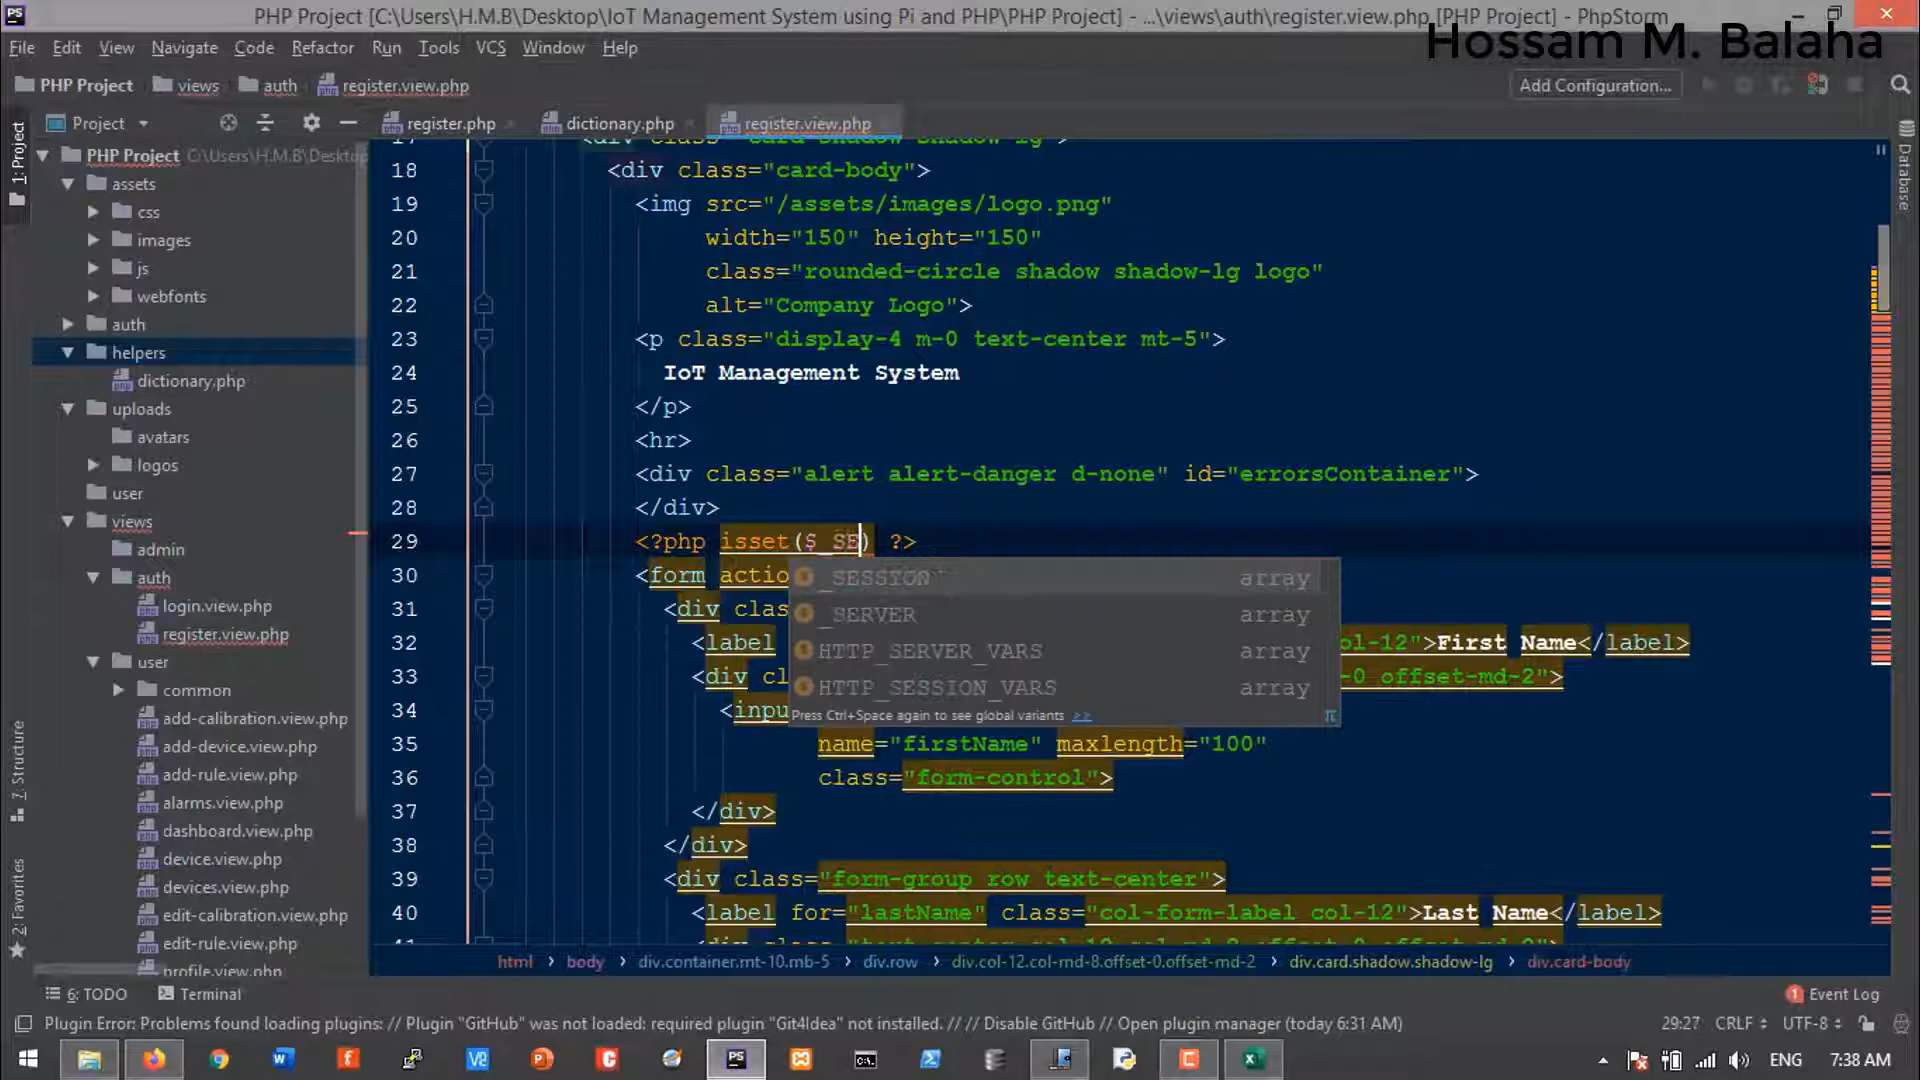 PHP Project [C:\Users\H.M.B\Desktop\IoT Management System using Pi and PHP\PHP Project] - ...\views\auth\register.view.php [PHP Project] - PhpStorm
Hossam M. Balaha
File Edit View Navigate Code Refactor Run Tools VCS Window Help
PHP Project views auth register.view.php Add Configuration...
Project register.php dictionary.php register.view.php
1: Project
Database
PHP Project C:\Users\H.M.B\Desktop
assets
css
images
js
webfonts
auth
helpers
dictionary.php
uploads
avatars
logos
user
views
admin
auth
login.view.php
register.view.php
user
common
add-calibration.view.php
add-device.view.php
add-rule.view.php
alarms.view.php
dashboard.view.php
device.view.php
devices.view.php
edit-calibration.view.php
edit-rule.view.php
profile.view.php
7: Structure
2: Favorites
18 <div class="card-body">
19 <img src="/assets/images/logo.png"
20 width="150" height="150"
21 class="rounded-circle shadow shadow-lg logo"
22 alt="Company Logo">
23 <p class="display-4 m-0 text-center mt-5">
24 IoT Management System
25 </p>
26 <hr>
27 <div class="alert alert-danger d-none" id="errorsContainer">
28 </div>
29 <?php isset($_SE) ?>
30 <form actio
31 <div clas
32 <label col-12">First Name</label>
33 <div cl -0 offset-md-2">
34 <inpu
35 name="firstName" maxlength="100"
36 class="form-control">
37 </div>
38 </div>
39 <div class="form-group row text-center">
40 <label for="lastName" class="col-form-label col-12">Last Name</label>
_SESSION array
_SERVER array
HTTP_SERVER_VARS array
HTTP_SESSION_VARS array
Press Ctrl+Space again to see global variants >>
html body div.container.mt-10.mb-5 div.row div.col-12.col-md-8.offset-0.offset-md-2 div.card.shadow.shadow-lg div.card-body
6: TODO Terminal 1 Event Log
Plugin Error: Problems found loading plugins: // Plugin "GitHub" was not loaded: required plugin "Git4Idea" not installed. // // Disable GitHub // Open plugin manager (today 6:31 AM) 29:27 CRLF UTF-8
ENG 7:38 AM